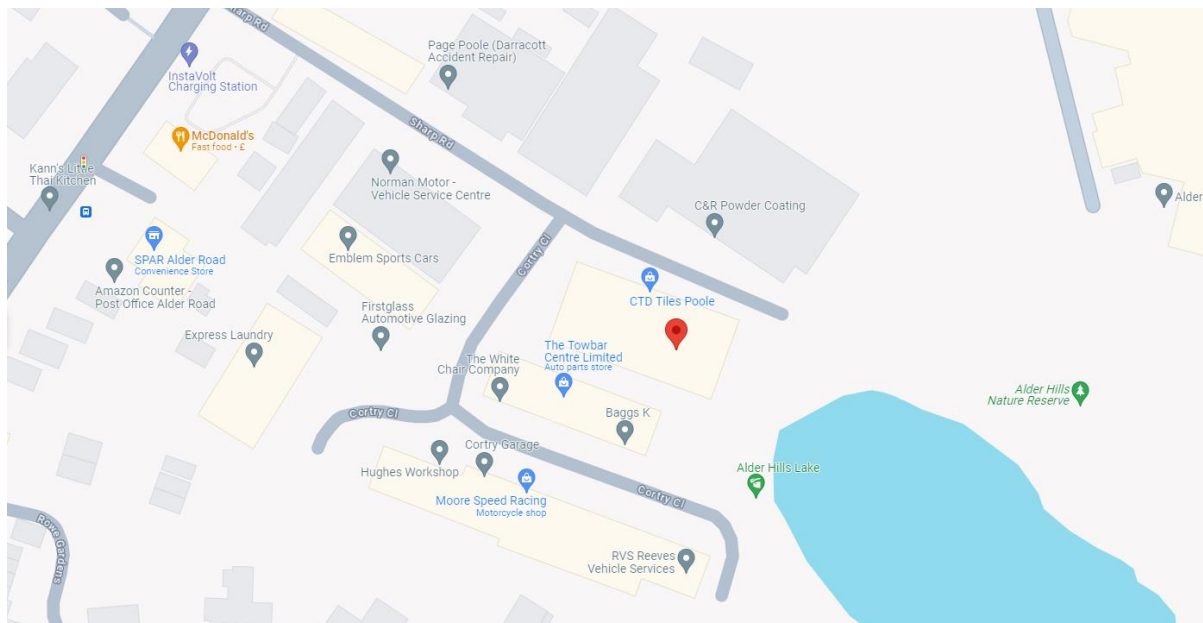 Sharp Rd
InstaVolt
Charging Station
Page Poole (Darracott
Accident Repair)
McDonald's
Fast food • £
Sharp Rd
Kann's Little
Thai Kitchen
Norman Motor -
Vehicle Service Centre
C&R Powder Coating
Alder
Cortry Cl
SPAR Alder Road
Convenience Store
Emblem Sports Cars
Amazon Counter -
Post Office Alder Road
CTD Tiles Poole
Firstglass
Automotive Glazing
Express Laundry
The Towbar
Centre Limited
Auto parts store
The White
Chair Company
Alder Hills
Nature Reserve
Cortry Cl
Baggs K
Cortry Garage
Hughes Workshop
Alder Hills Lake
Moore Speed Racing
Motorcycle shop
Cortry Cl
Rowe Gardens
RVS Reeves
Vehicle Services